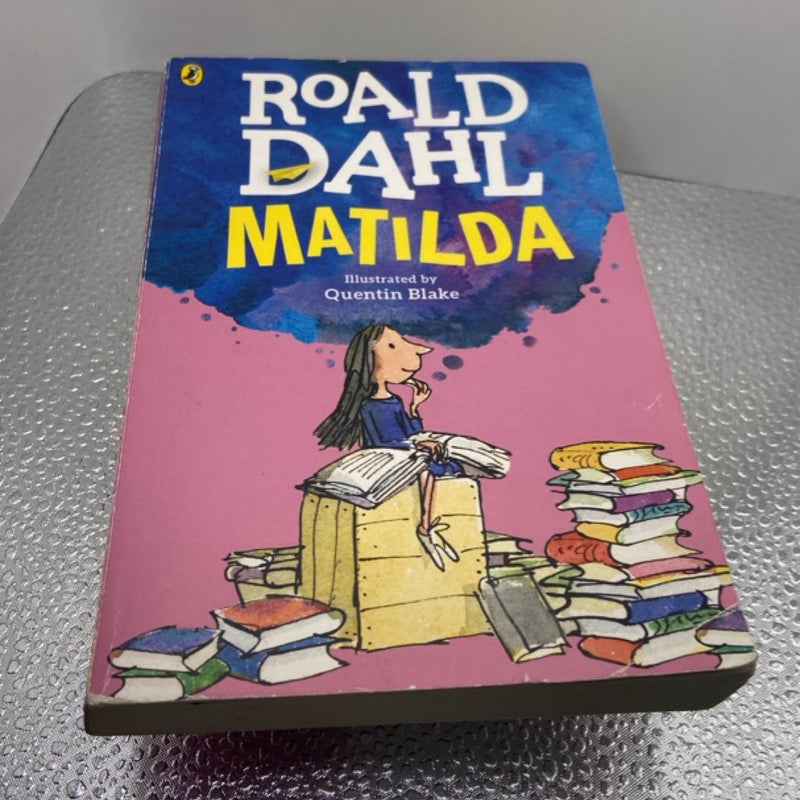 ROALD
DAHL
MATILDA
Illustrated by
Quentin Blake